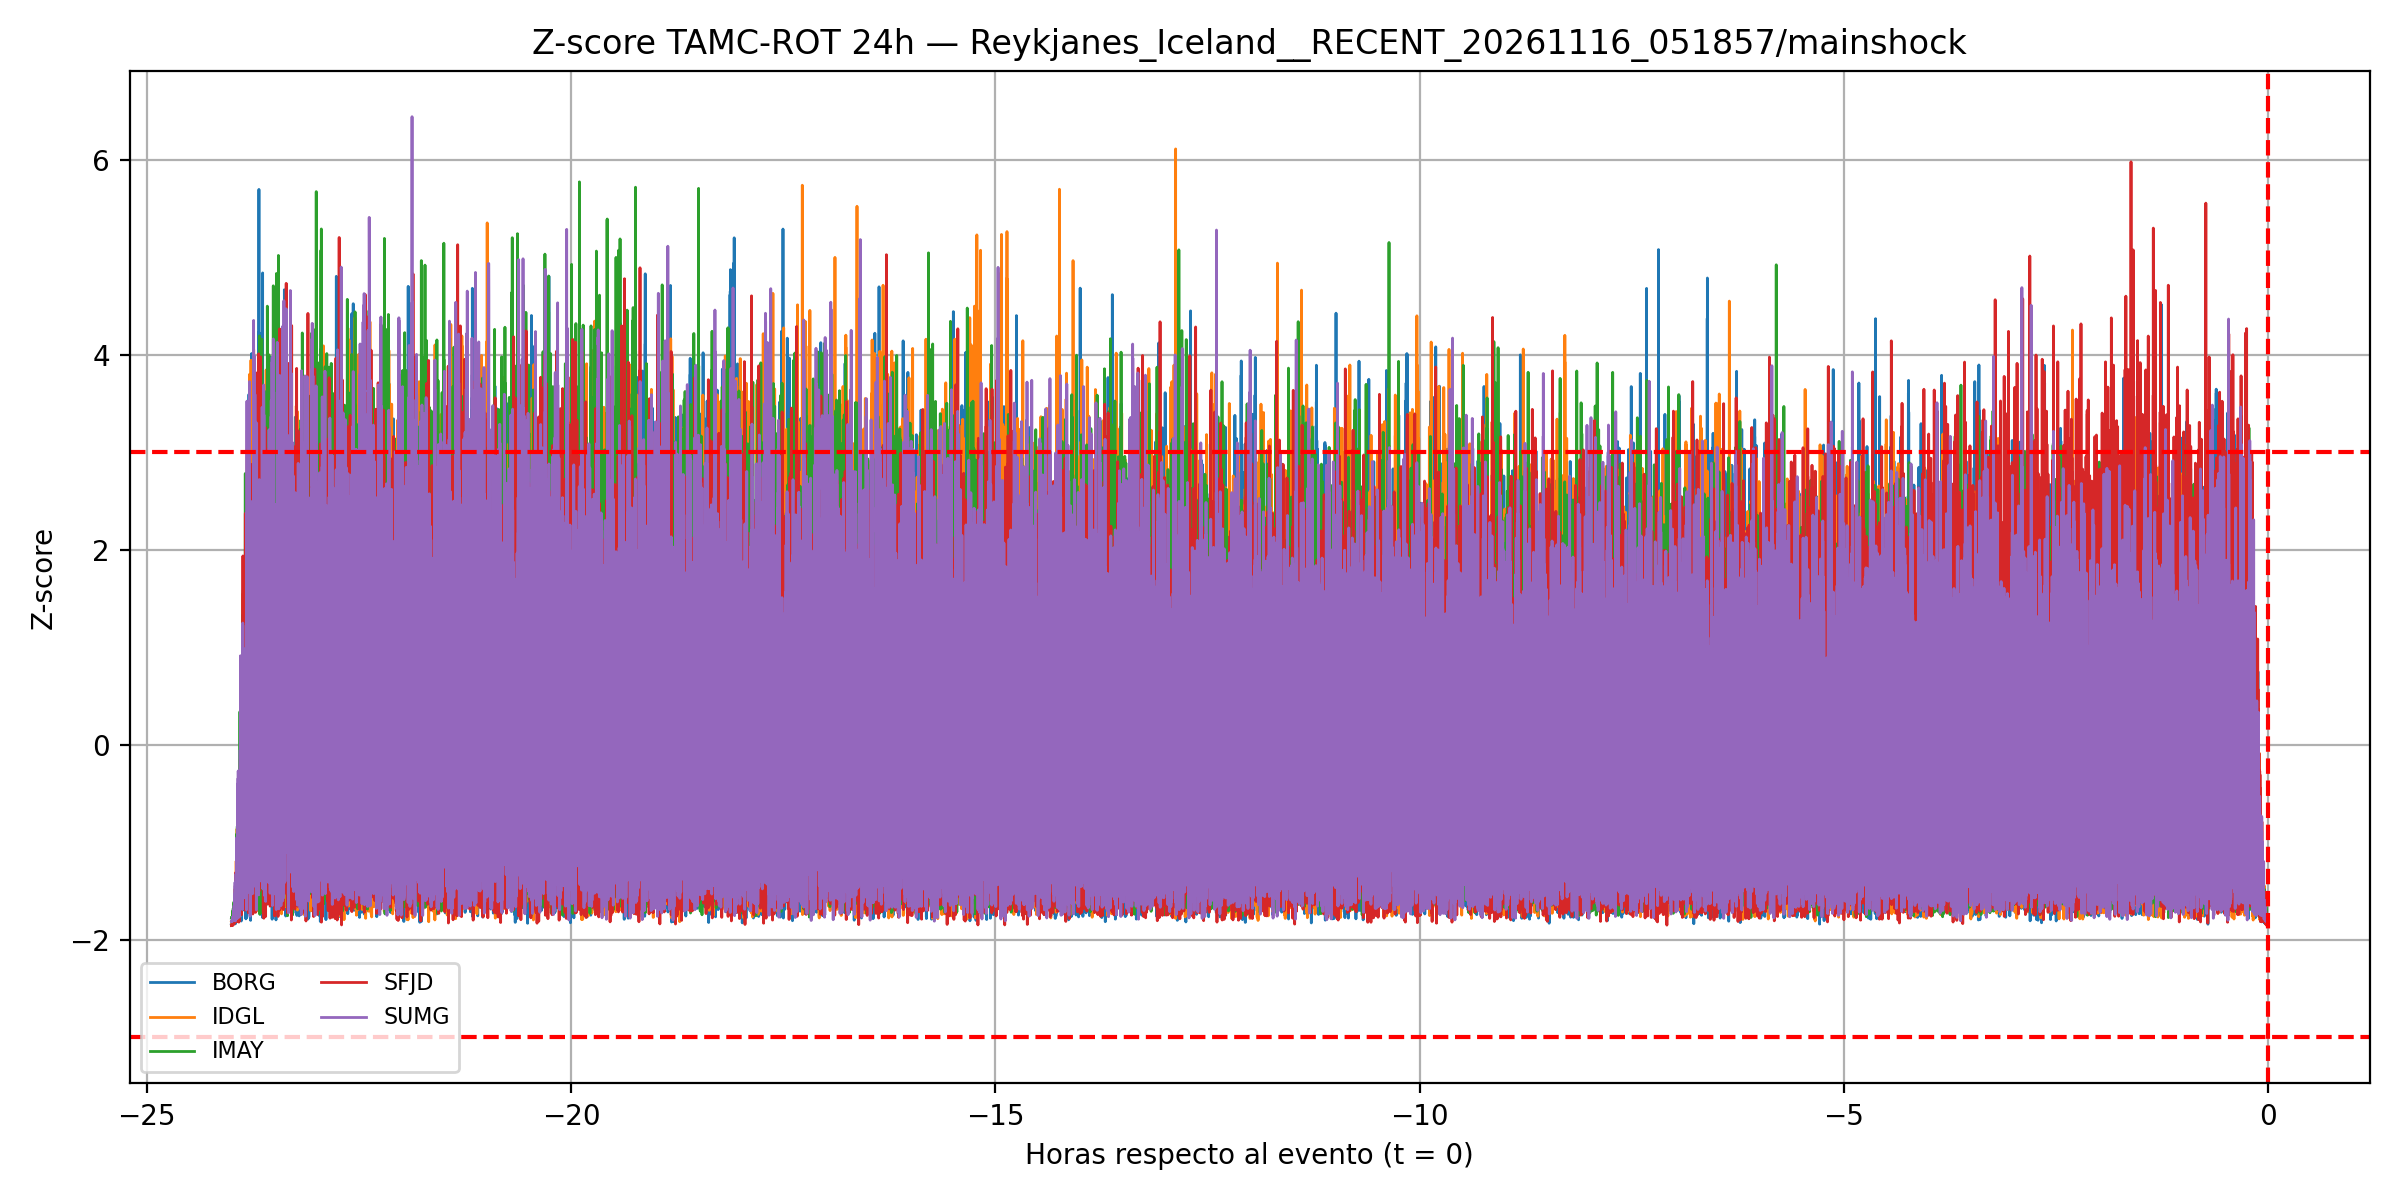 Z-score TAMC-ROT 24h — Reykjanes_Iceland__RECENT_20261116_051857/mainshock
Z-score
6
4
2
0
−2
BORG
IDGL
IMAY
SFJD
SUMG
−25
−20
−15
−10
−5
0
Horas respecto al evento (t = 0)